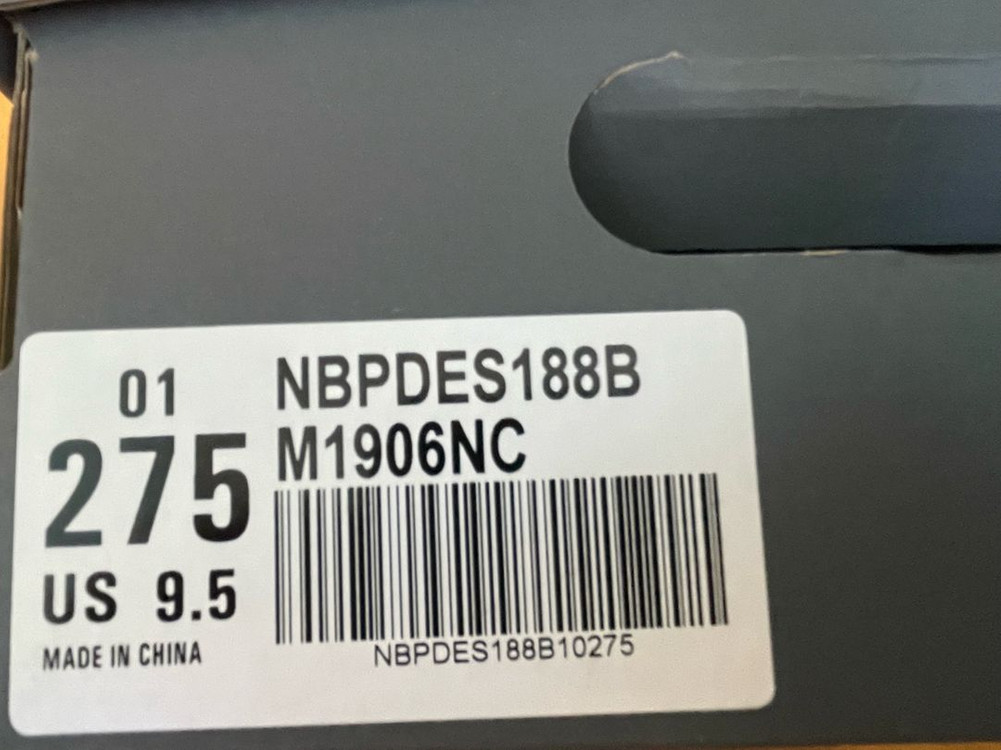 01
275
US 9.5
MADE IN CHINA
NBPDES188B
M1906NC
NBPDES188B10275